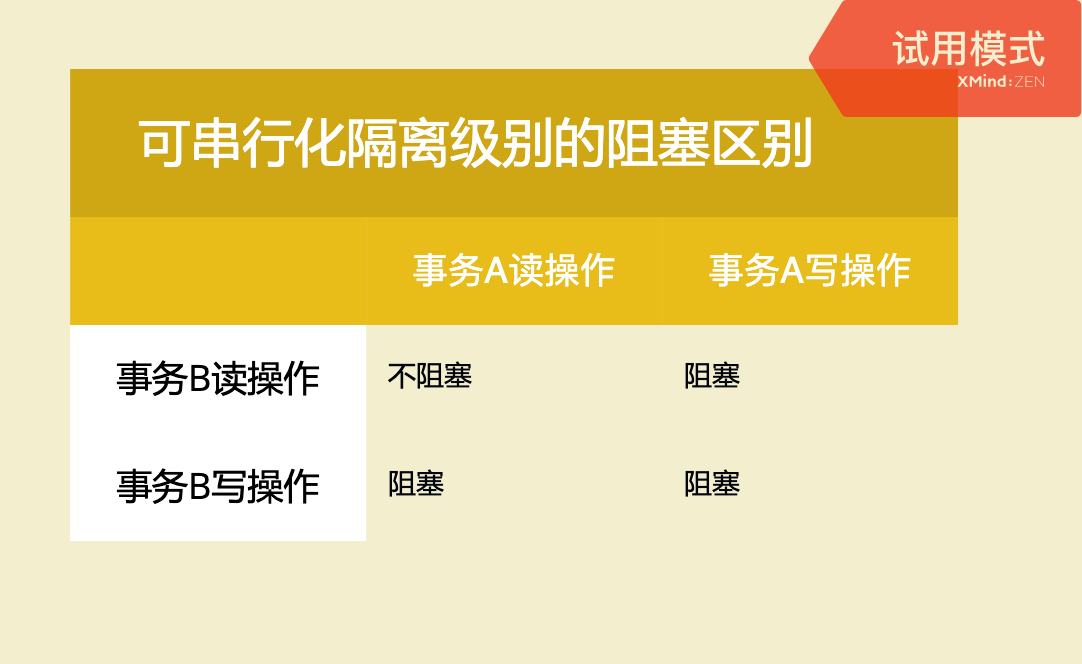 试用模式
XMind:ZEN
可串行化隔离级别的阻塞区别
事务A读操作 事务A写操作
事务B读操作 不阻塞 阻塞
事务B写操作 阻塞 阻塞